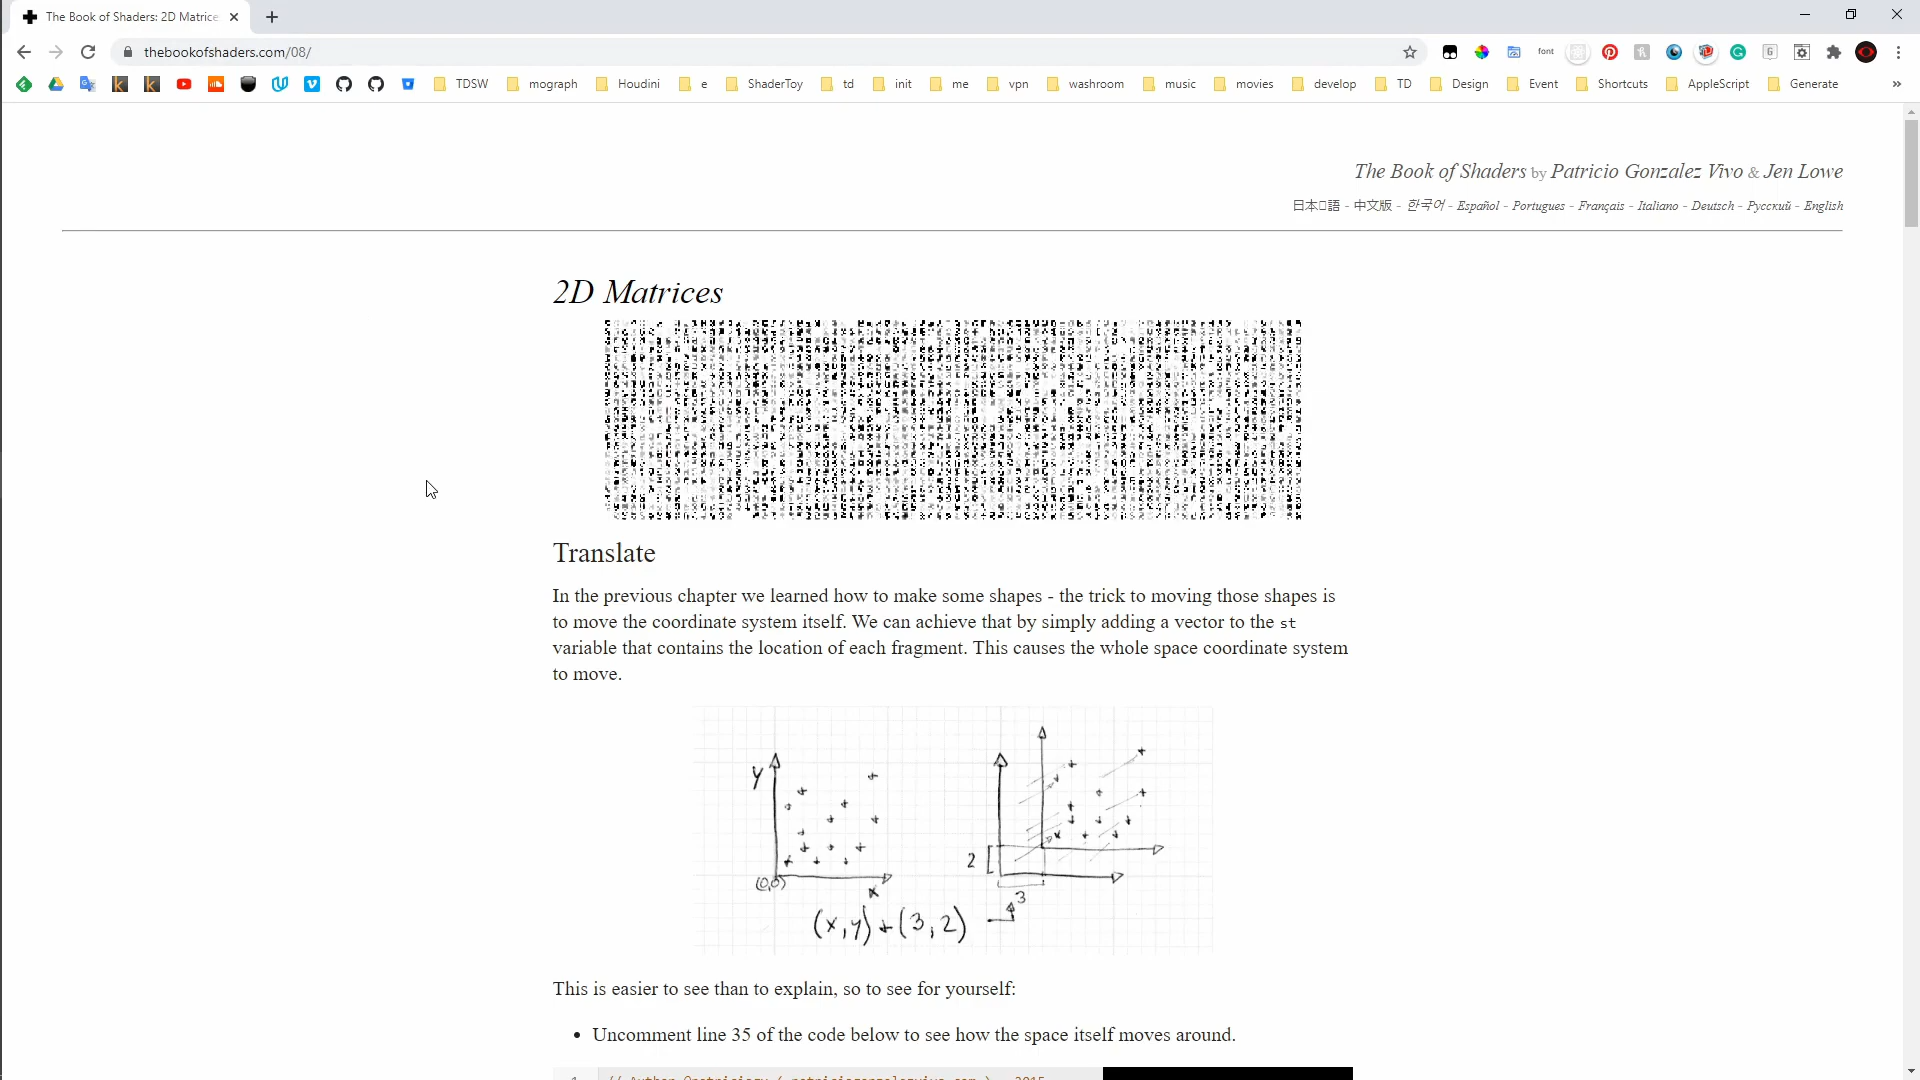 The Book of Shaders: 2D Matrice
thebookofshaders.com/08/
font
TDSW
mograph
Houdini
e
ShaderToy
td
init
me
vpn
washroom
music
movies
develop
TD
Design
Event
Shortcuts
AppleScript
Generate
»
The Book of Shaders by Patricio Gonzalez Vivo & Jen Lowe
日本▯語 - 中文版 - 한국어 - Español - Portugues - Français - Italiano - Deutsch - Русский - English
2D Matrices
Translate
In the previous chapter we learned how to make some shapes - the trick to moving those shapes is
to move the coordinate system itself. We can achieve that by simply adding a vector to the st
variable that contains the location of each fragment. This causes the whole space coordinate system
to move.
y
(0,0)
x
2
3
(x,y)+(3,2)
This is easier to see than to explain, so to see for yourself:
• Uncomment line 35 of the code below to see how the space itself moves around.